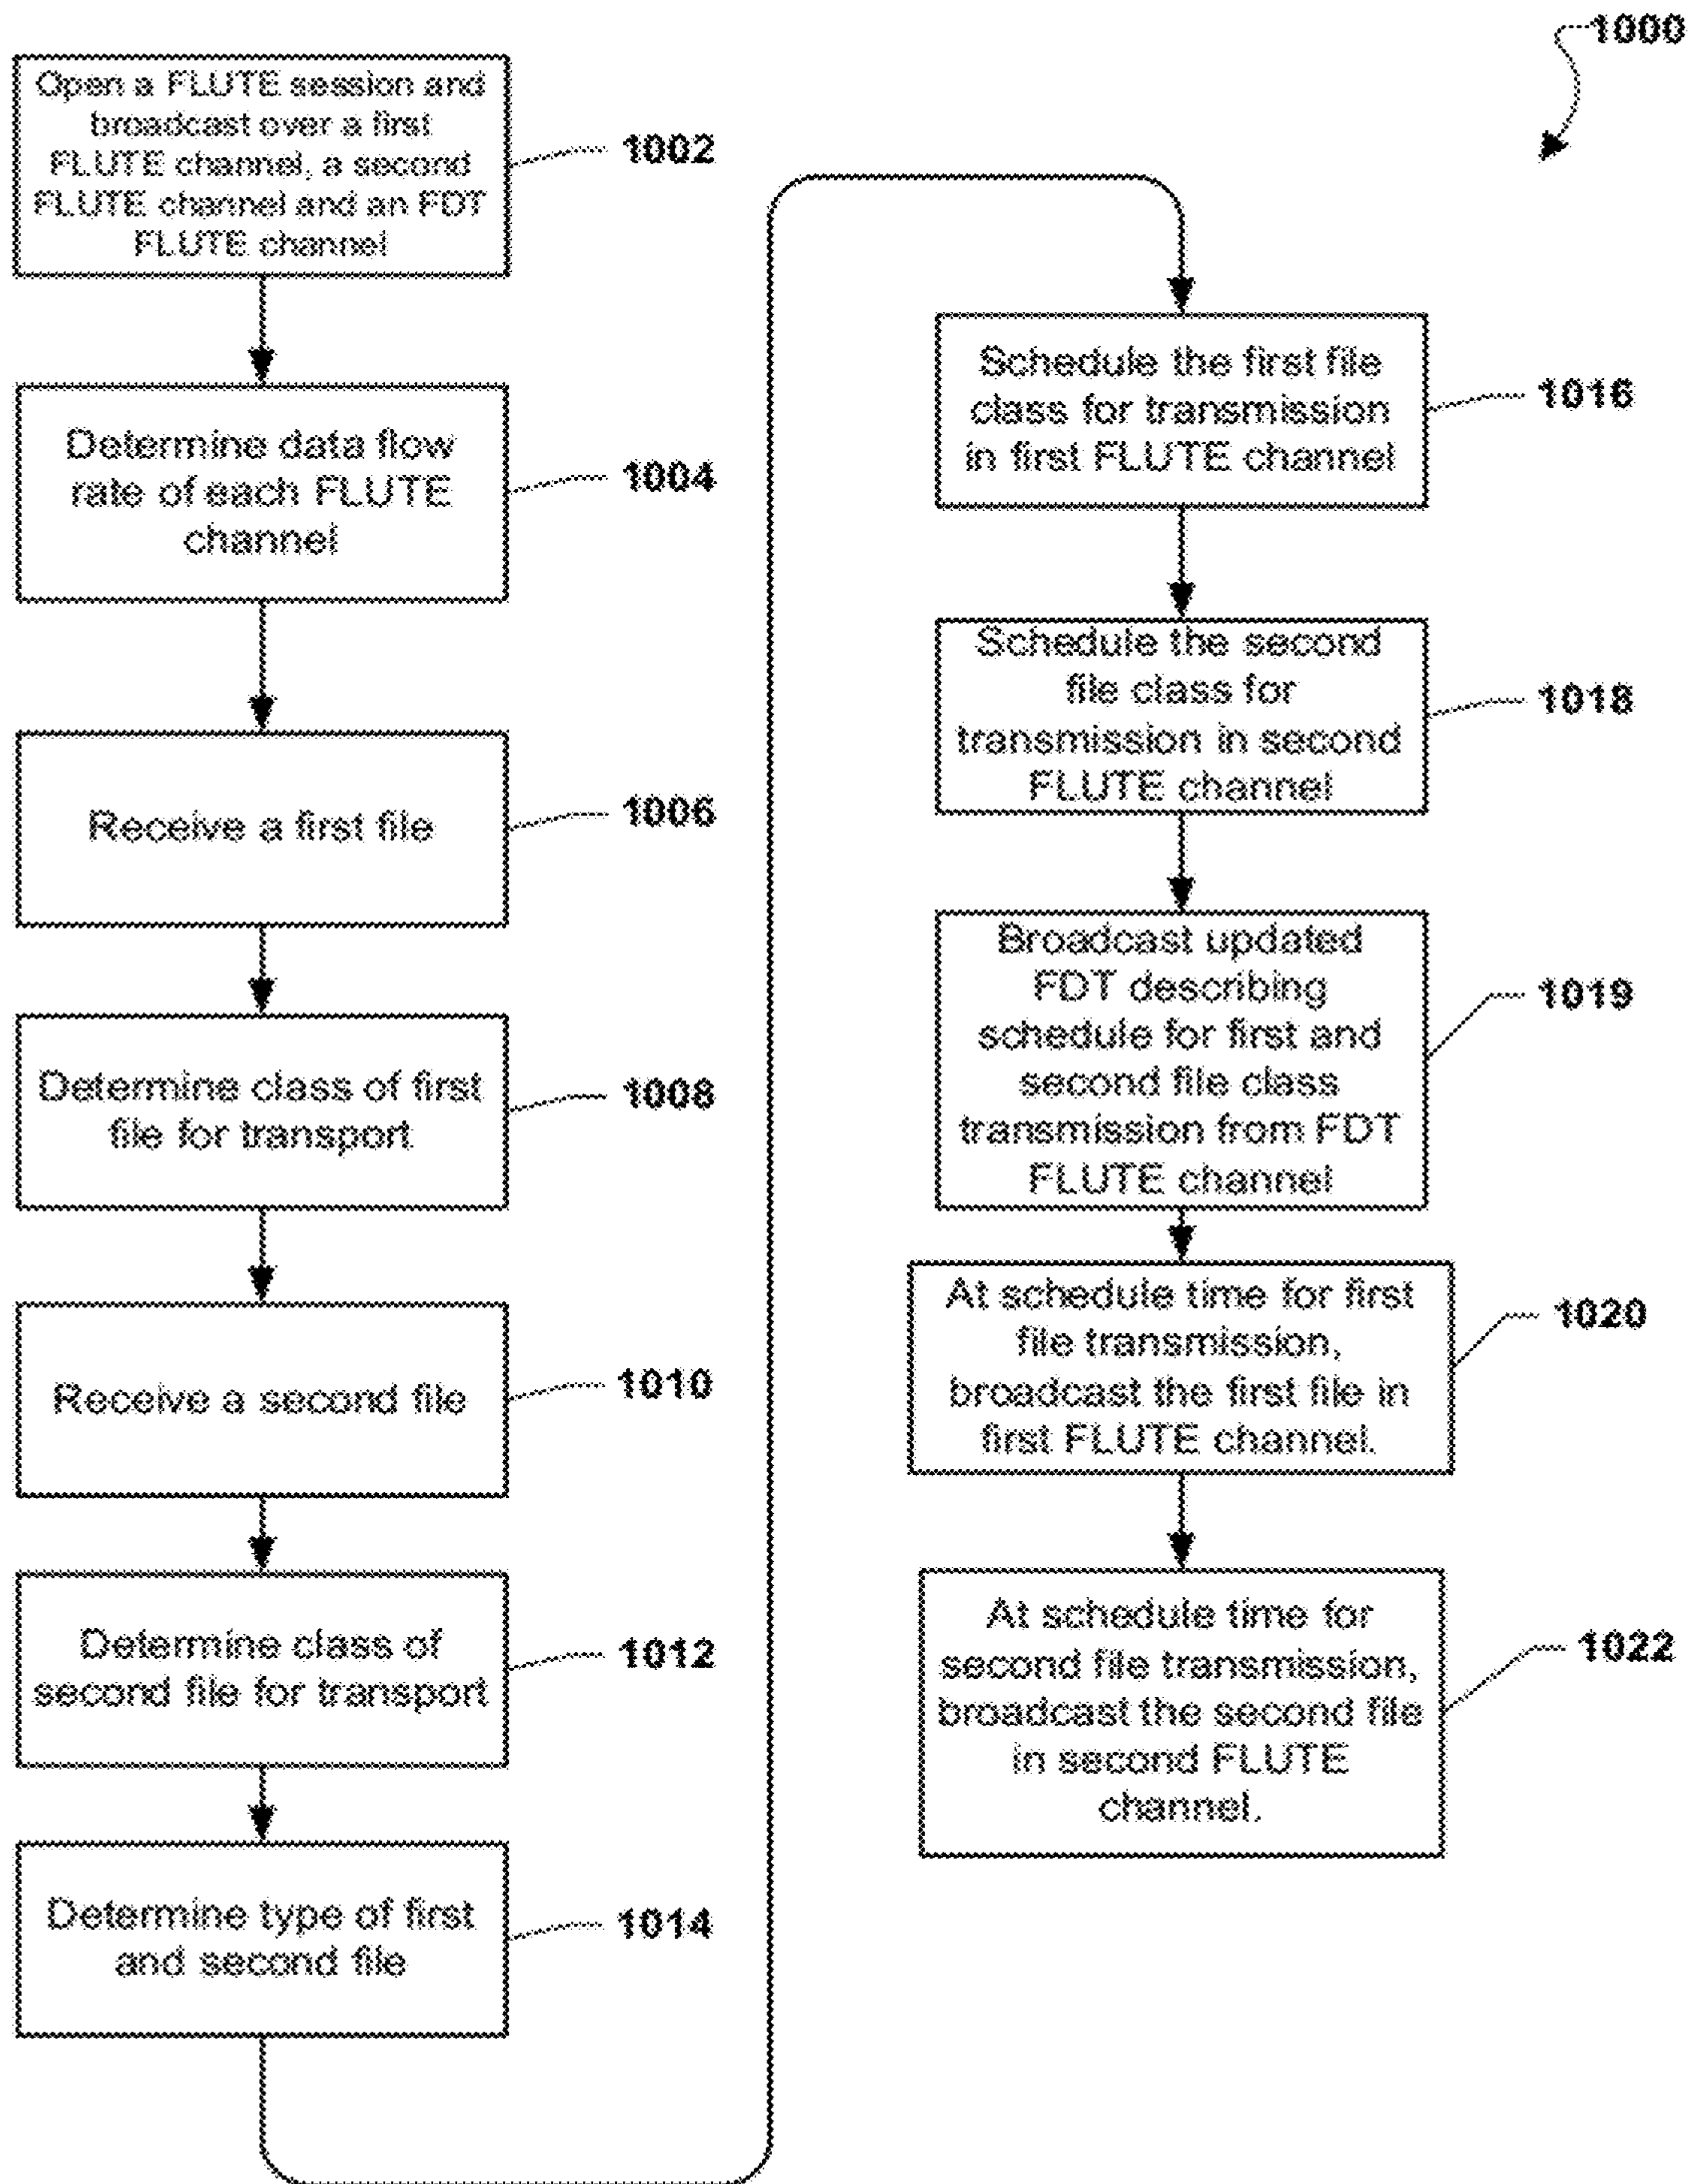 1000
Open a FLUTE session and
broadcast over a first
FLUTE channel, a second
FLUTE channel and an FDT
FLUTE channel
1002
Determine data flow
rate of each FLUTE
channel
1004
Receive a first file
1006
Determine class of first
file for transport
1008
Receive a second file
1010
Determine class of
second file for transport
1012
Determine type of first
and second file
1014
Schedule the first file
class for transmission
in first FLUTE channel
1016
Schedule the second
file class for
transmission in second
FLUTE channel
1018
Broadcast updated
FDT describing
schedule for first and
second file class
transmission from FDT
FLUTE channel
1019
At schedule time for first
file transmission,
broadcast the first file in
first FLUTE channel.
1020
At schedule time for
second file transmission,
broadcast the second file
in second FLUTE
channel.
1022